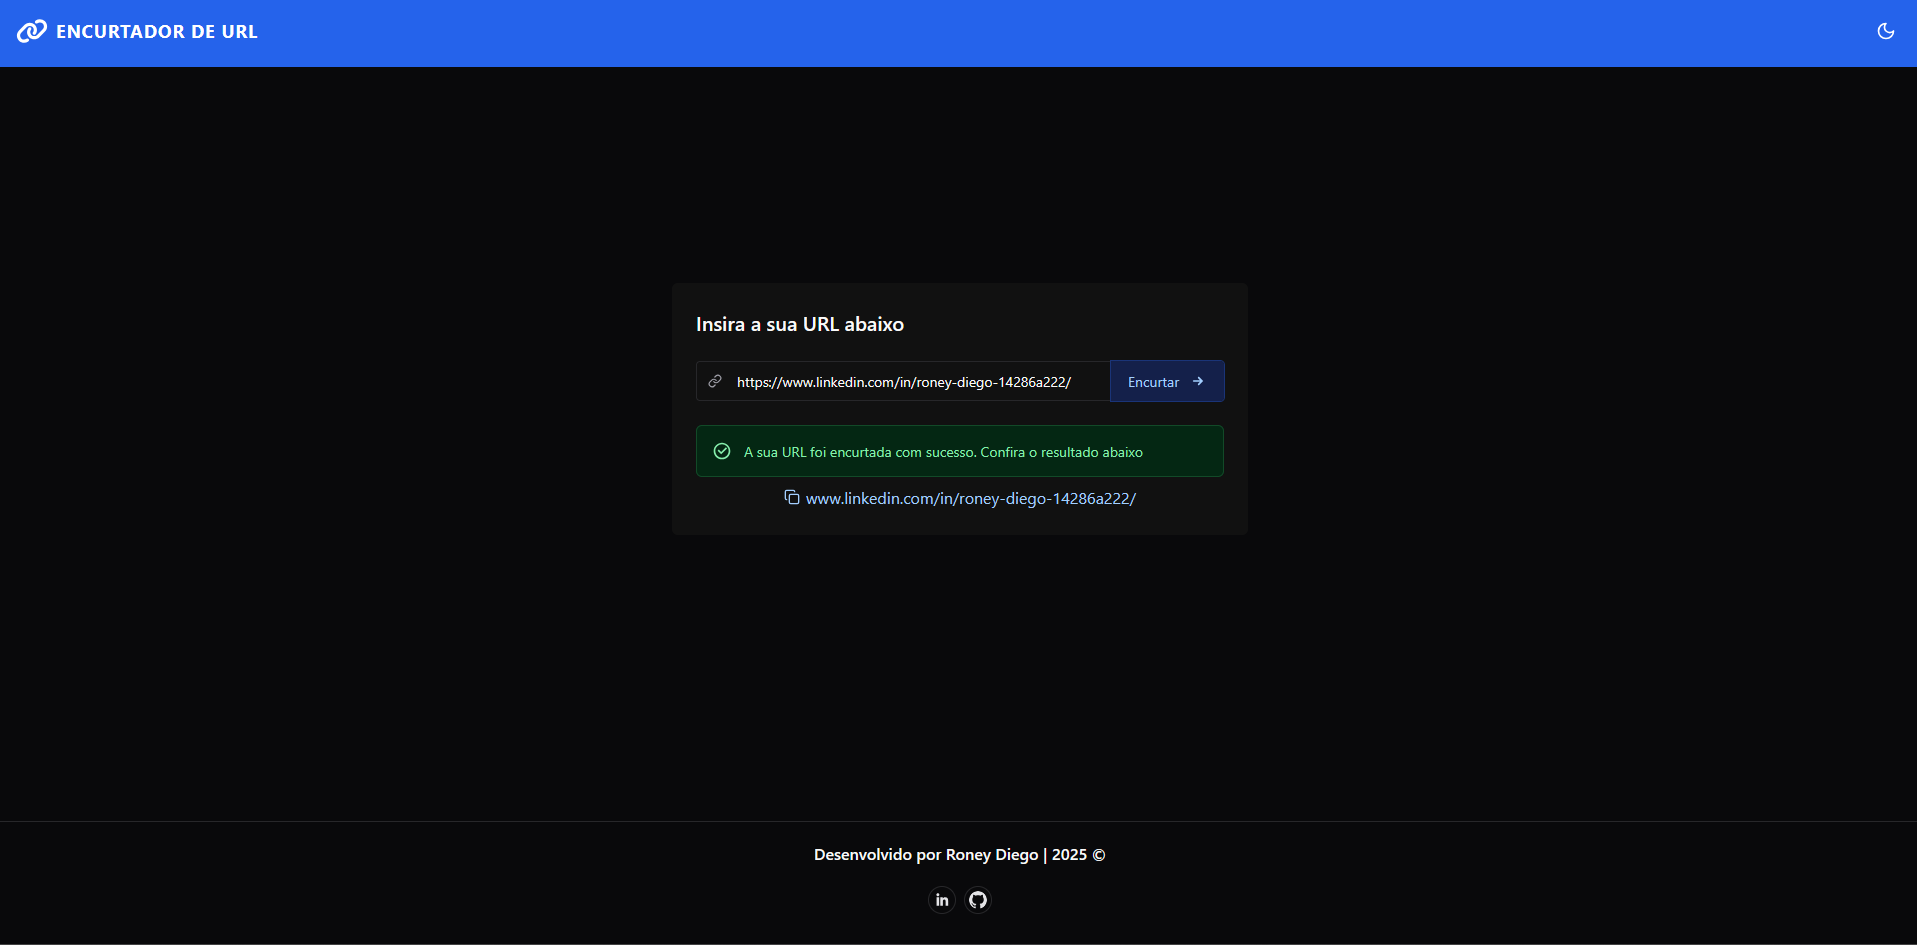 ENCURTADOR DE URL
Insira a sua URL abaixo
https://www.linkedin.com/in/roney-diego-14286a222/
Encurtar
A sua URL foi encurtada com sucesso. Confira o resultado abaixo
www.linkedin.com/in/roney-diego-14286a222/
Desenvolvido por Roney Diego | 2025 ©
in